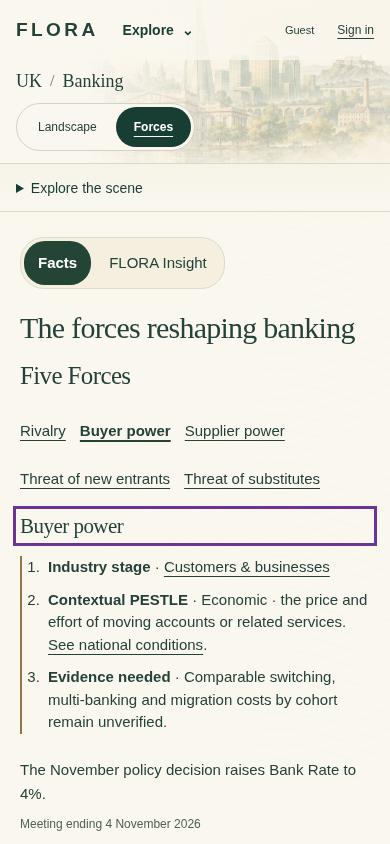 FLORA Explore Guest Sign in
UK / Banking
Landscape Forces
Explore the scene
Facts FLORA Insight
The forces reshaping banking
Five Forces
Rivalry Buyer power Supplier power
Threat of new entrants Threat of substitutes
Buyer power
1. Industry stage · Customers & businesses
2. Contextual PESTLE · Economic · the price and
effort of moving accounts or related services.
See national conditions.
3. Evidence needed · Comparable switching,
multi-banking and migration costs by cohort
remain unverified.
The November policy decision raises Bank Rate to
4%.
Meeting ending 4 November 2026